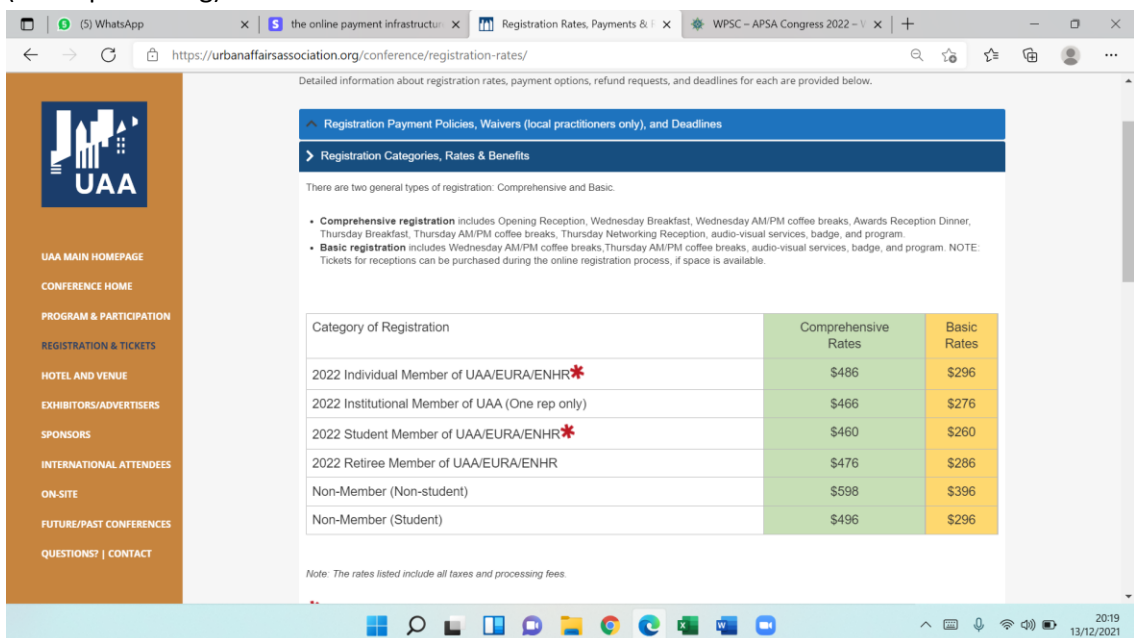 (5) WhatsApp
the online payment infrastructur
Registration Rates, Payments &
WPSC – APSA Congress 2022 – V
https://urbanaffairsassociation.org/conference/registration-rates/
Detailed information about registration rates, payment options, refund requests, and deadlines for each are provided below.
UAA
UAA MAIN HOMEPAGE
CONFERENCE HOME
PROGRAM & PARTICIPATION
REGISTRATION & TICKETS
HOTEL AND VENUE
EXHIBITORS/ADVERTISERS
SPONSORS
INTERNATIONAL ATTENDEES
ON-SITE
FUTURE/PAST CONFERENCES
QUESTIONS? | CONTACT
Registration Payment Policies, Waivers (local practitioners only), and Deadlines
Registration Categories, Rates & Benefits
There are two general types of registration: Comprehensive and Basic.
• Comprehensive registration includes Opening Reception, Wednesday Breakfast, Wednesday AM/PM coffee breaks, Awards Reception Dinner,
Thursday Breakfast, Thursday AM/PM coffee breaks, Thursday Networking Reception, audio-visual services, badge, and program.
• Basic registration includes Wednesday AM/PM coffee breaks,Thursday AM/PM coffee breaks, audio-visual services, badge, and program. NOTE:
Tickets for receptions can be purchased during the online registration process, if space is available.
Category of Registration Comprehensive Rates Basic Rates
2022 Individual Member of UAA/EURA/ENHR* $486 $296
2022 Institutional Member of UAA (One rep only) $466 $276
2022 Student Member of UAA/EURA/ENHR* $460 $260
2022 Retiree Member of UAA/EURA/ENHR $476 $286
Non-Member (Non-student) $598 $396
Non-Member (Student) $496 $296
Note: The rates listed include all taxes and processing fees.
20:19
13/12/2021